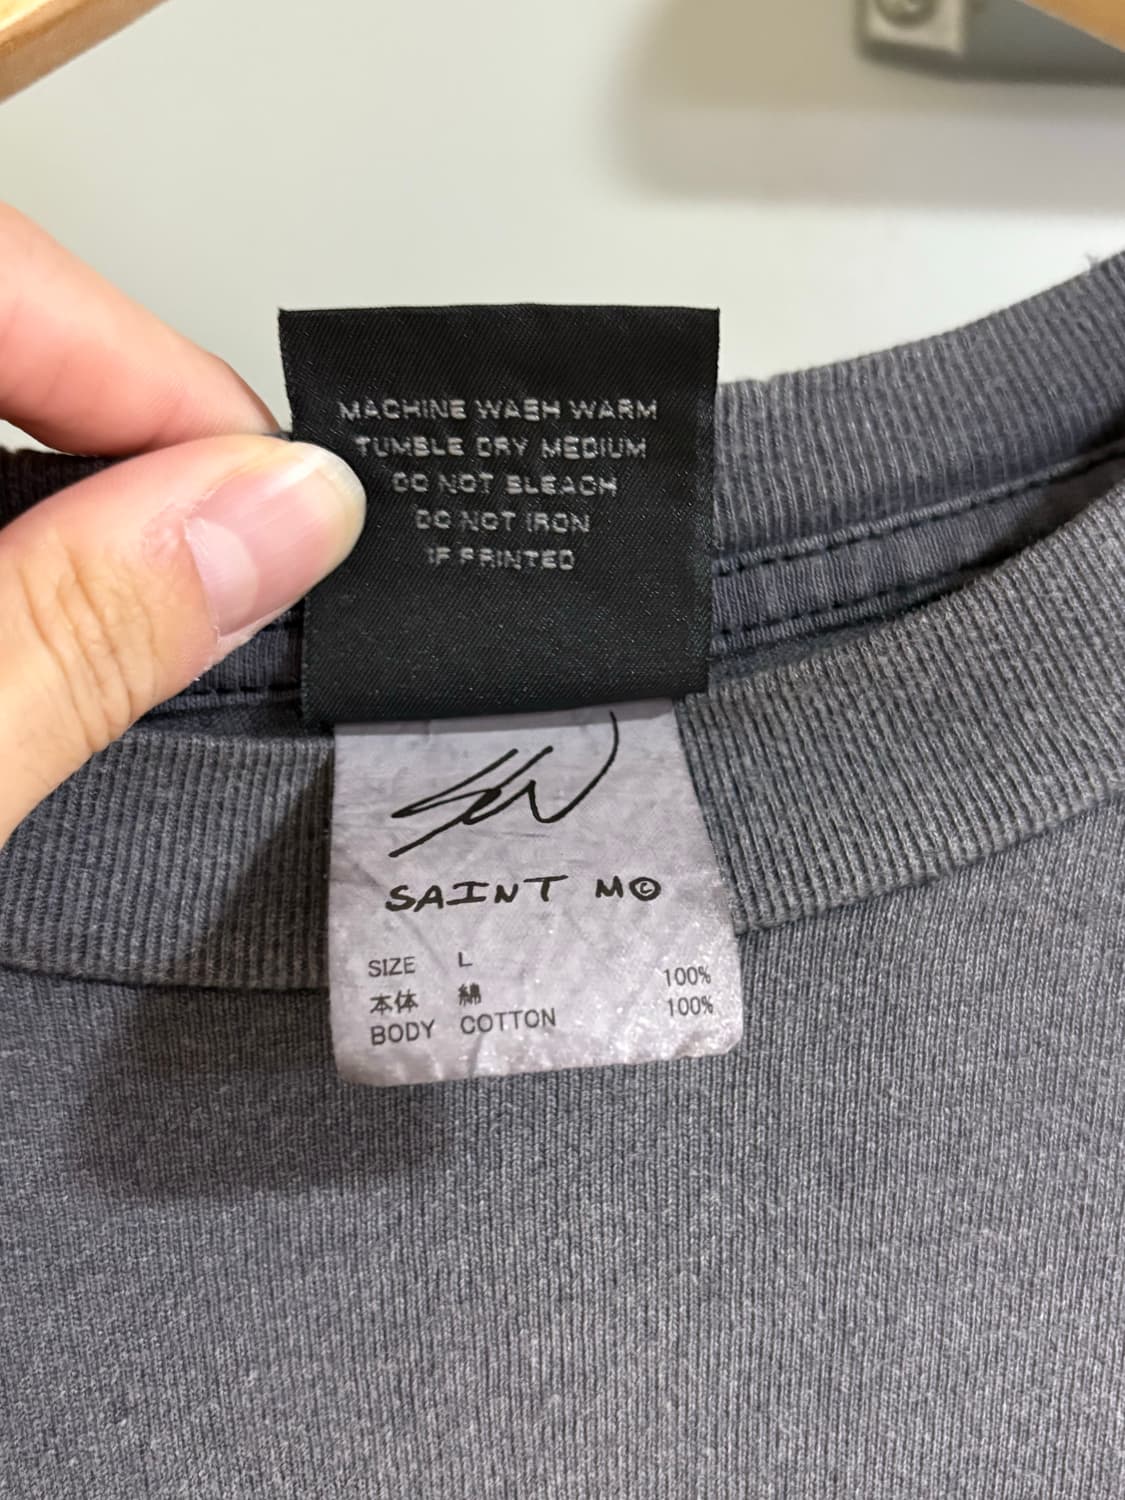 MACHINE WASH WARM
TUMBLE DRY MEDIUM
DO NOT BLEACH
DO NOT IRON
IF PRINTED
SAINT M©
SIZE L
本体 綿 100%
BODY COTTON 100%